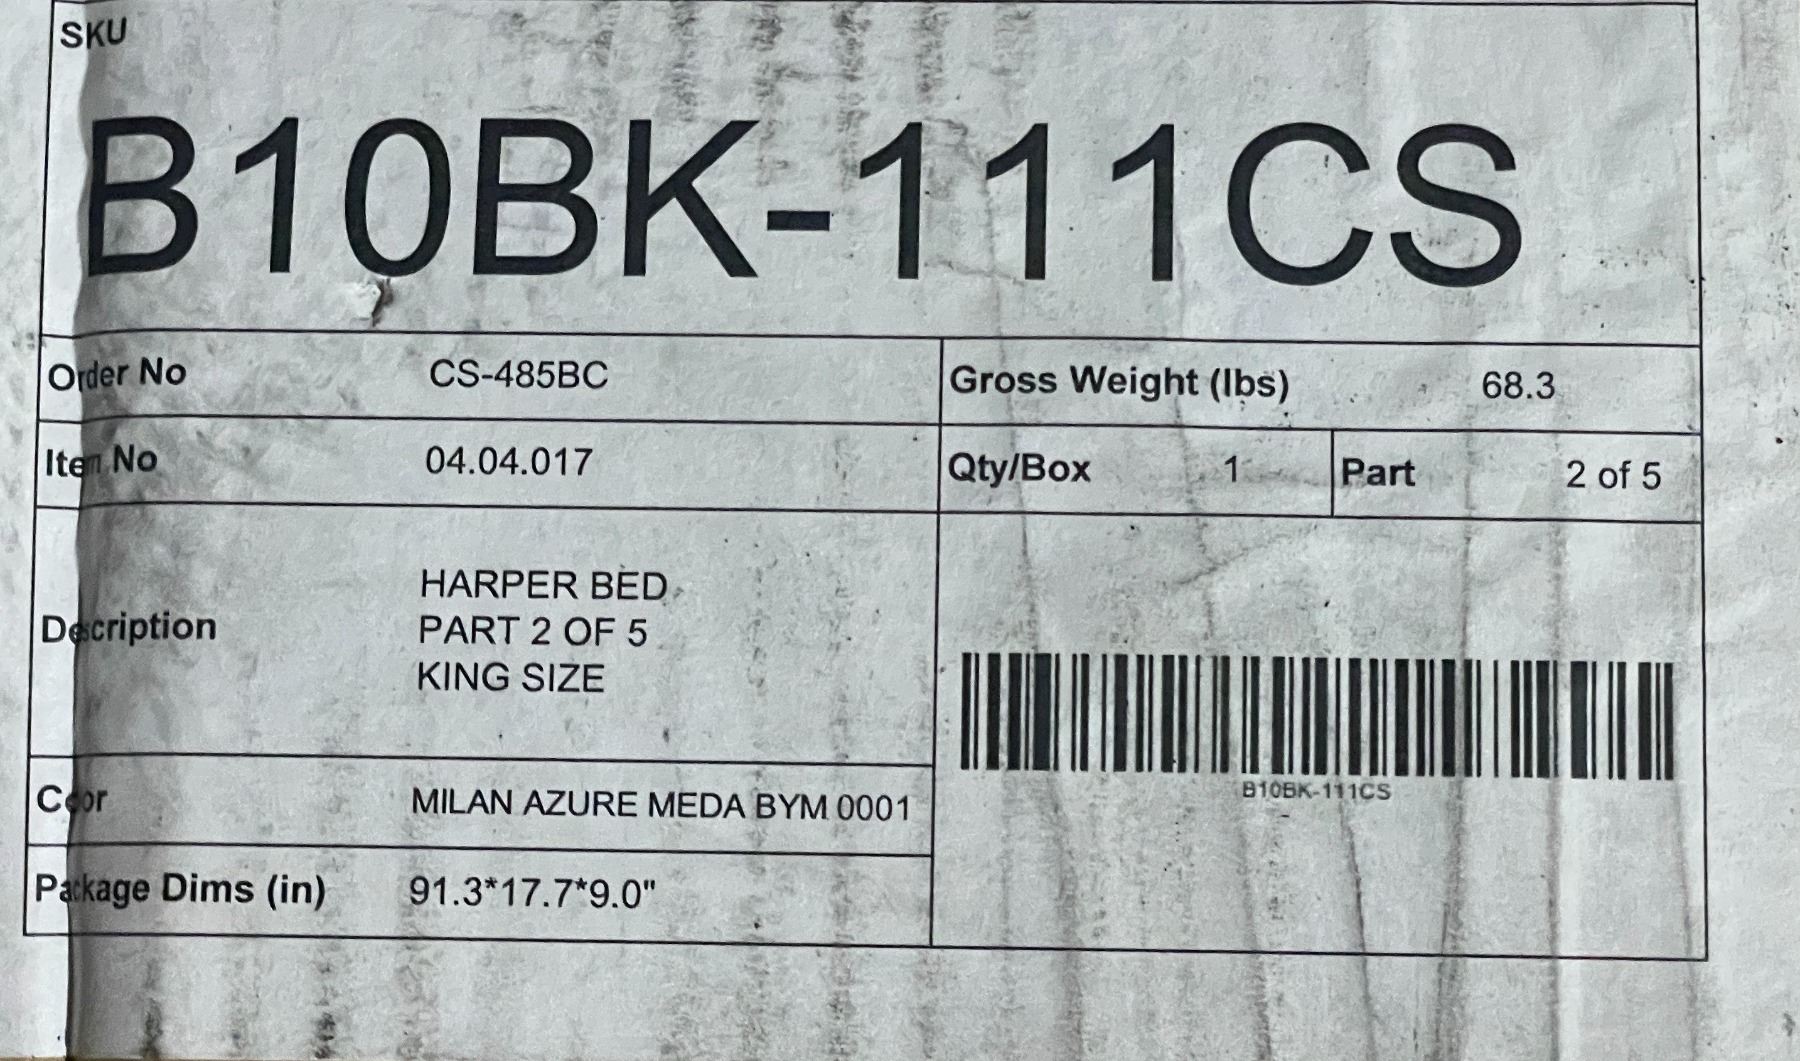 SKU
B10BK-111CS
Order No CS-485BC Gross Weight (lbs) 68.3
Item No 04.04.017 Qty/Box 1 Part 2 of 5
HARPER BED
Description PART 2 OF 5
KING SIZE
Color MILAN AZURE MEDA BYM 0001
B10BK-111CS
Package Dims (in) 91.3*17.7*9.0"